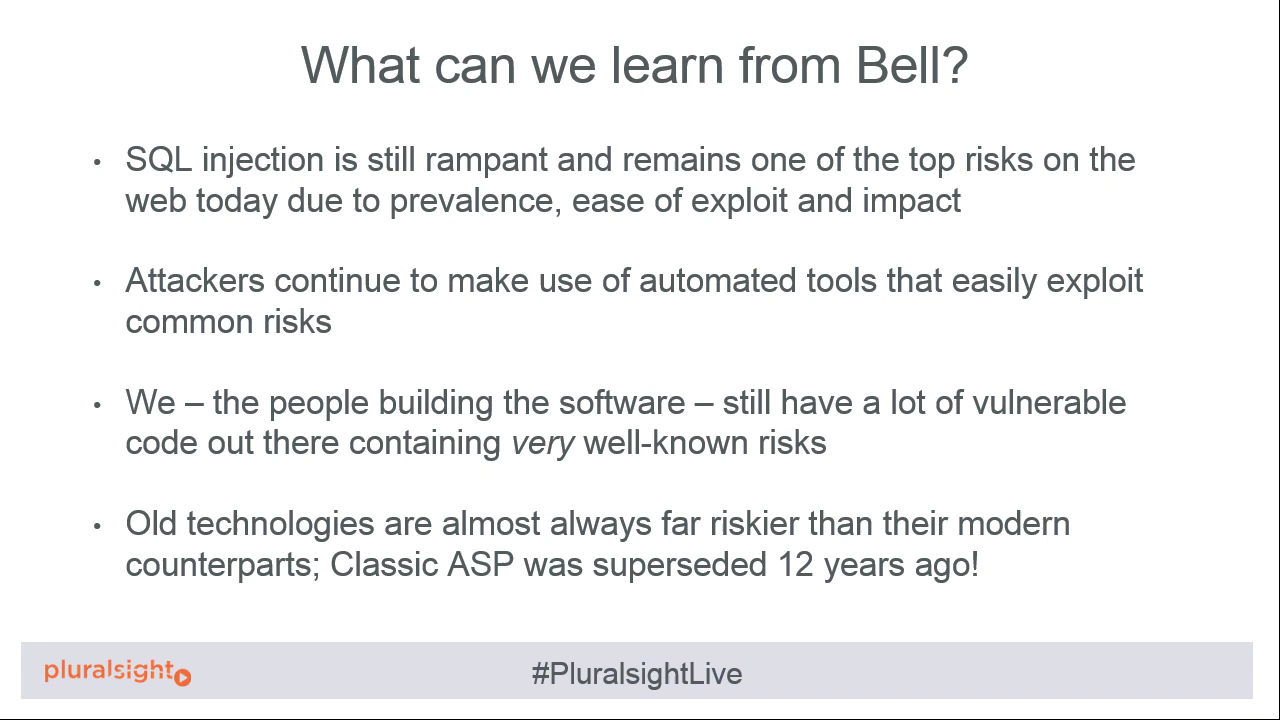 What can we learn from Bell?
• SQL injection is still rampant and remains one of the top risks on the
web today due to prevalence, ease of exploit and impact
• Attackers continue to make use of automated tools that easily exploit
common risks
• We – the people building the software – still have a lot of vulnerable
code out there containing very well-known risks
• Old technologies are almost always far riskier than their modern
counterparts; Classic ASP was superseded 12 years ago!
pluralsight
#PluralsightLive